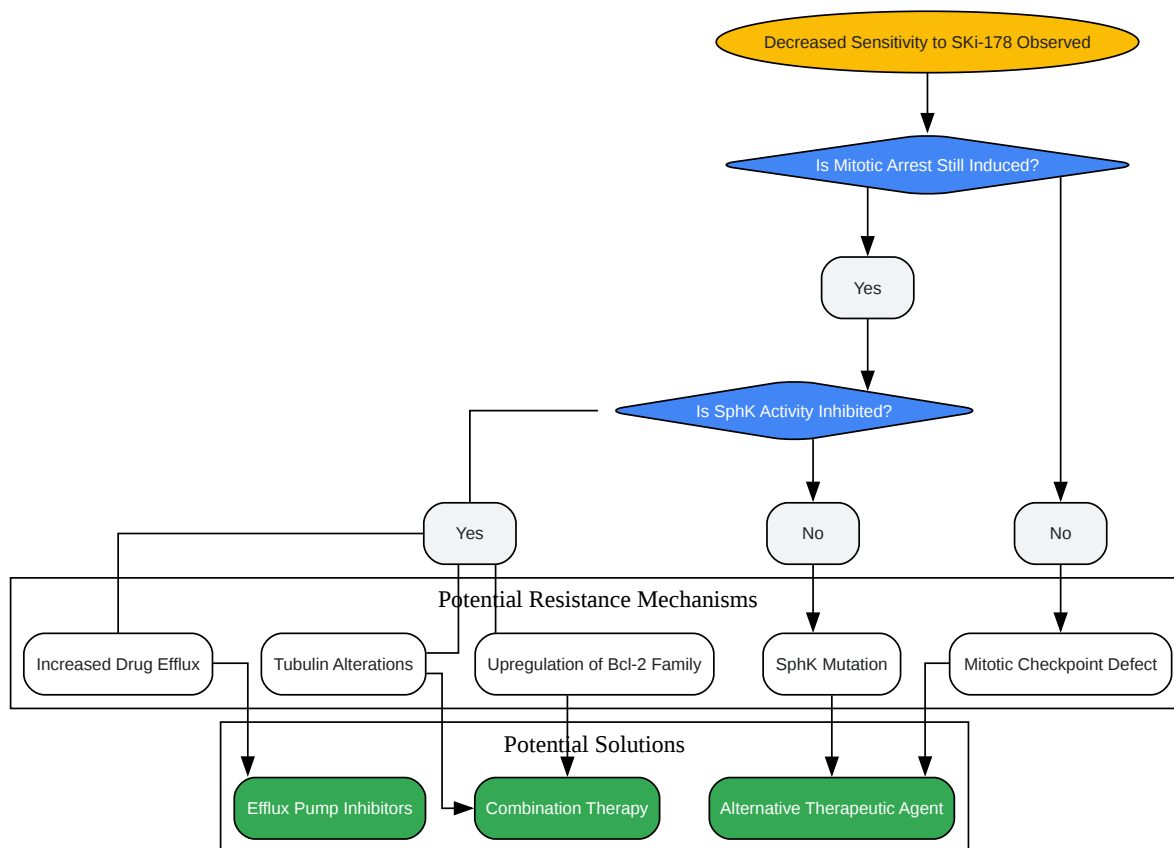 Decreased Sensitivity to SKi-178 Observed
Is Mitotic Arrest Still Induced?
Yes
Is SphK Activity Inhibited?
Yes
No
No
Potential Resistance Mechanisms
Increased Drug Efflux
Tubulin Alterations
Upregulation of Bcl-2 Family
SphK Mutation
Mitotic Checkpoint Defect
Potential Solutions
Efflux Pump Inhibitors
Combination Therapy
Alternative Therapeutic Agent